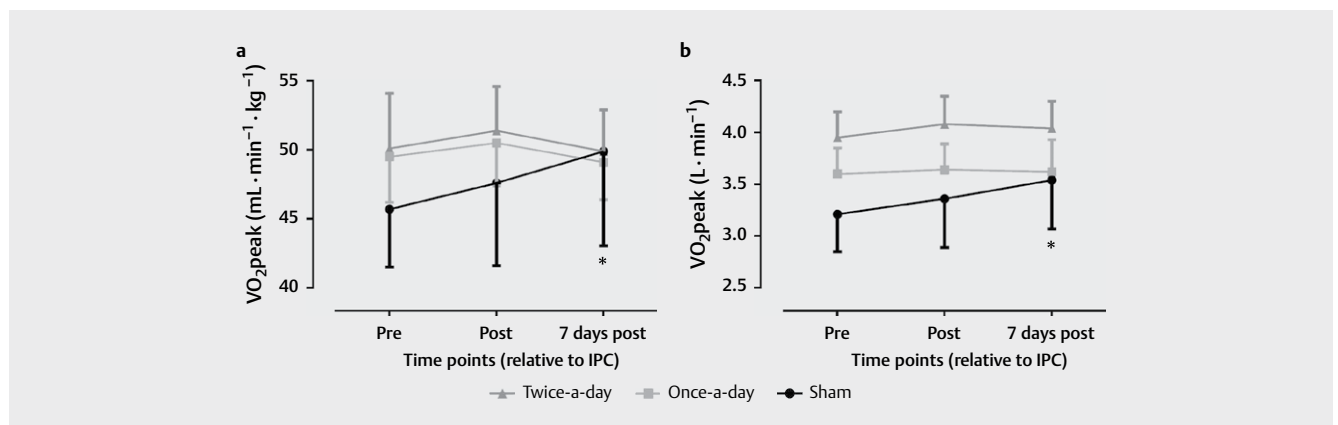 a
VO₂peak (mL·min⁻¹·kg⁻¹)
55
50
45
40
Pre
Post
7 days post
*
Time points (relative to IPC)
b
VO₂peak (L·min⁻¹)
4.5
4.0
3.5
3.0
2.5
Pre
Post
7 days post
*
Time points (relative to IPC)
Twice-a-day
Once-a-day
Sham